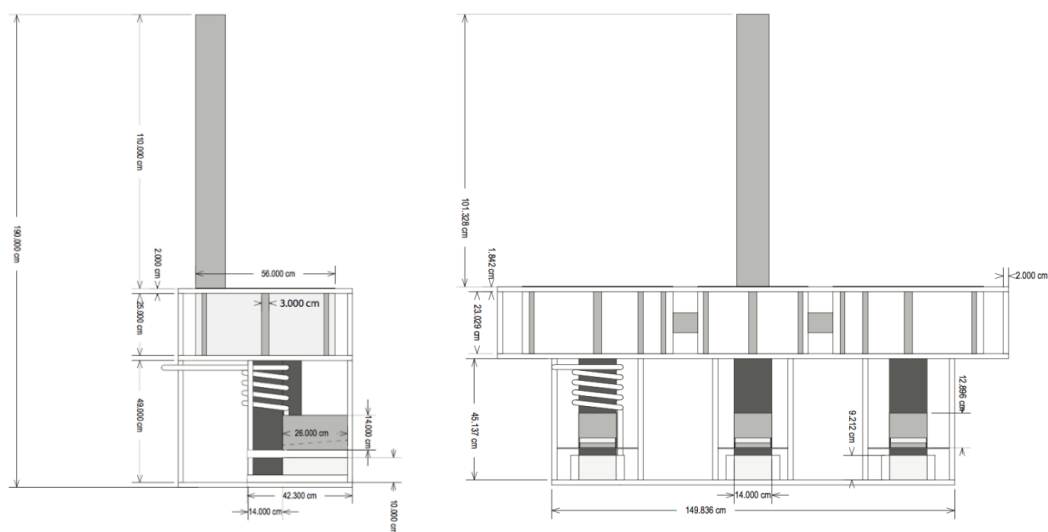 190.000 cm
110.000 cm
2.000 cm
56.000 cm
25.000 cm
3.000 cm
49.000 cm
26.000 cm
14.000 cm
42.300 cm
14.000 cm
10.000 cm
101.328 cm
1.842 cm
2.000 cm
23.029 cm
45.137 cm
9.212 cm
12.896 cm
14.000 cm
149.836 cm